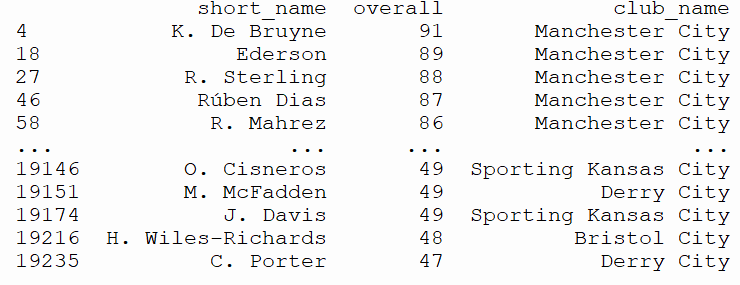 short_name overall club_name
4 K. De Bruyne 91 Manchester City
18 Ederson 89 Manchester City
27 R. Sterling 88 Manchester City
46 Rúben Dias 87 Manchester City
58 R. Mahrez 86 Manchester City
... ... ... ...
19146 O. Cisneros 49 Sporting Kansas City
19151 M. McFadden 49 Derry City
19174 J. Davis 49 Sporting Kansas City
19216 H. Wiles-Richards 48 Bristol City
19235 C. Porter 47 Derry City